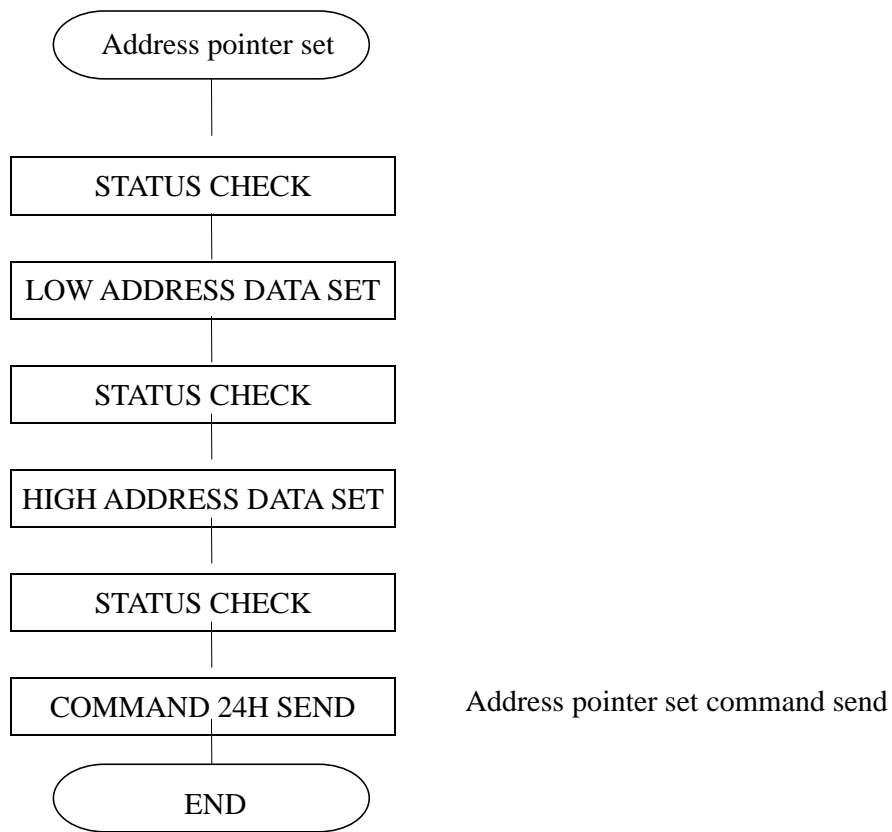 Address pointer set
STATUS CHECK
LOW ADDRESS DATA SET
STATUS CHECK
HIGH ADDRESS DATA SET
STATUS CHECK
COMMAND 24H SEND
Address pointer set command send
END